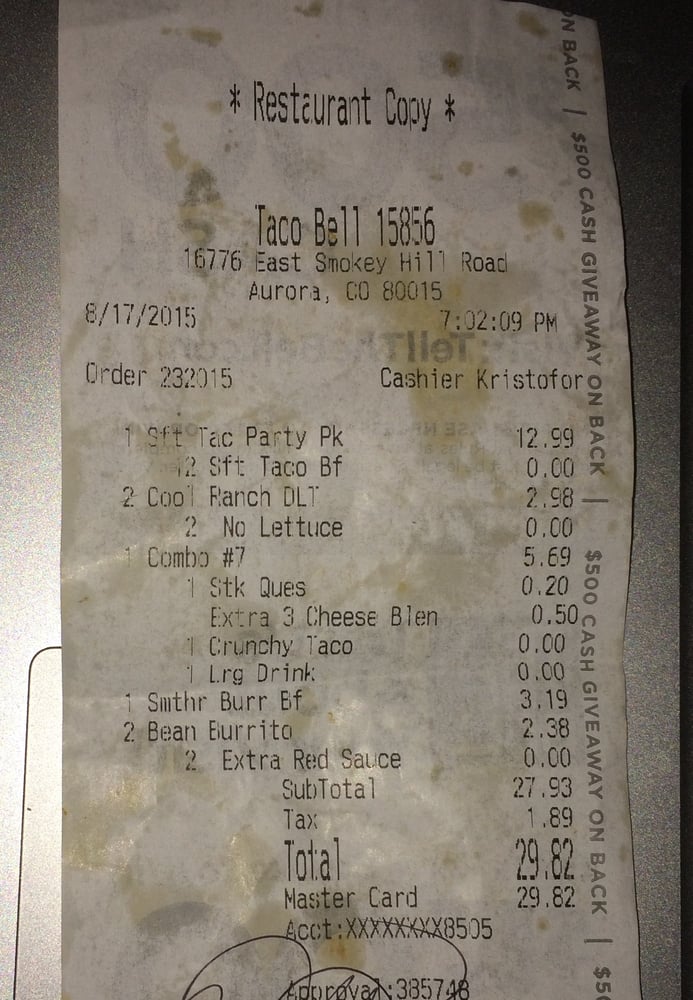 * Restaurant Copy *
Taco Bell 15856
16776 East Smokey Hill Road
Aurora, CO 80015
8/17/2015 7:02:09 PM
Order 232015 Cashier Kristofor
1 Sft Tac Party Pk 12.99
12 Sft Taco Bf 0.00
2 Cool Ranch DLT 2.98
2 No Lettuce 0.00
1 Combo #7 5.69
1 Stk Ques 0.20
Extra 3 Cheese Blen 0.50
1 Crunchy Taco 0.00
1 Lrg Drink 0.00
1 Smthr Burr Bf 3.19
2 Bean Burrito 2.38
2 Extra Red Sauce 0.00
SubTotal 27.93
Tax 1.89
Total 29.82
Master Card 29.82
Acct:XXXXXXXX8505
Approval:385748
ON BACK | $500 CASH GIVEAWAY ON BACK | $500 CASH GIVEAWAY ON BACK | $5